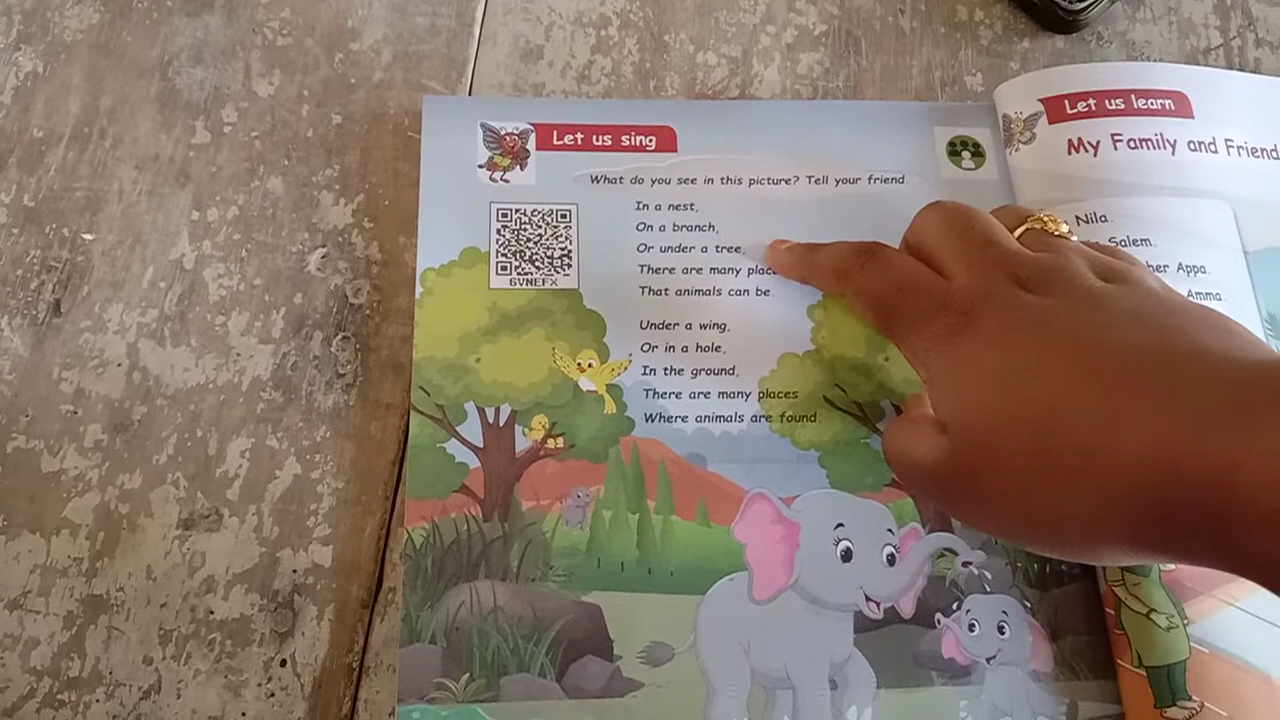 Let us sing
What do you see in this picture? Tell your friend.
6VNEFX
In a nest,
On a branch,
Or under a tree,
There are many
That animals can be.
Under a wing,
Or in a hole,
In the ground,
There are many places
Where animals are found.
Let us learn
My Family and Friend
Nila.
Salem.
Appa.
Amma.